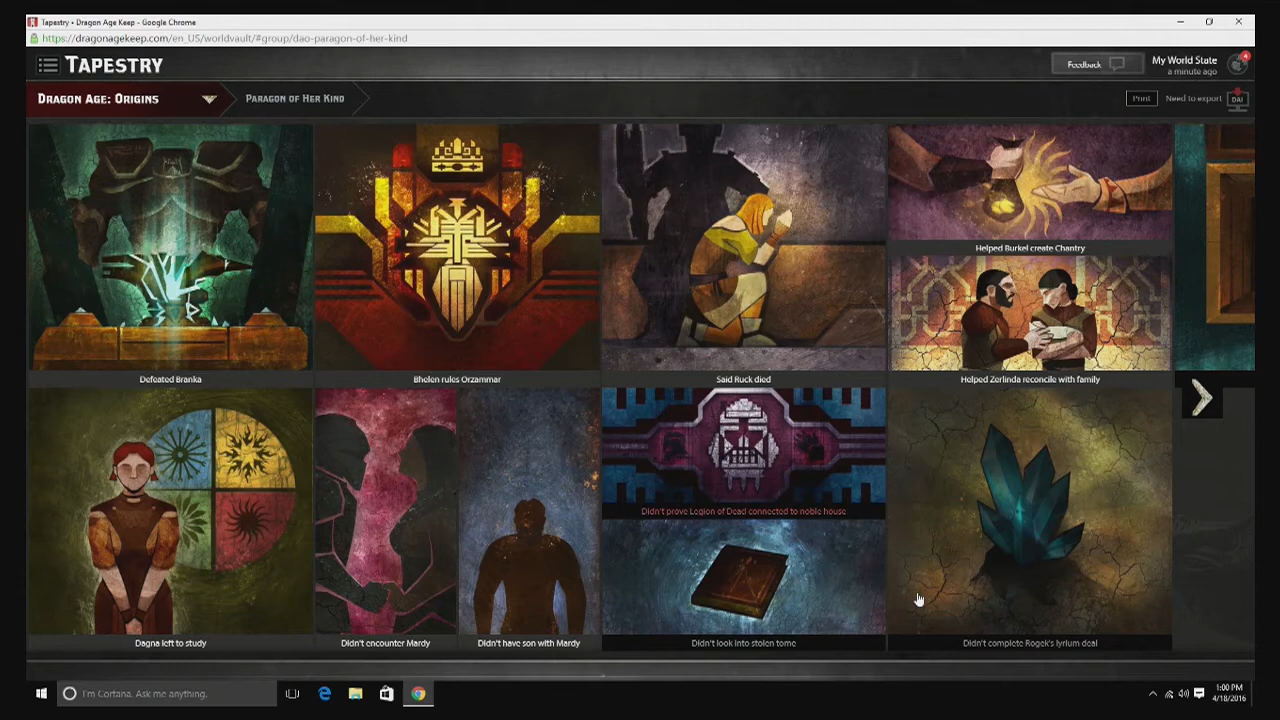 Tapestry • Dragon Age Keep - Google Chrome
https://dragonagekeep.com/en_US/worldvault/#group/dao-paragon-of-her-kind
TAPESTRY
Feedback
My World State
a minute ago
4
DRAGON AGE: ORIGINS
PARAGON OF HER KIND
Print
Need to export
DAI
Helped Burkel create Chantry
Defeated Branka
Bhelen rules Orzammar
Said Ruck died
Helped Zerlinda reconcile with family
Didn't prove Legion of Dead connected to noble house
Dagna left to study
Didn't encounter Mardy
Didn't have son with Mardy
Didn't look into stolen tome
Didn't complete Rogek's lyrium deal
I'm Cortana. Ask me anything.
1:00 PM
4/18/2016